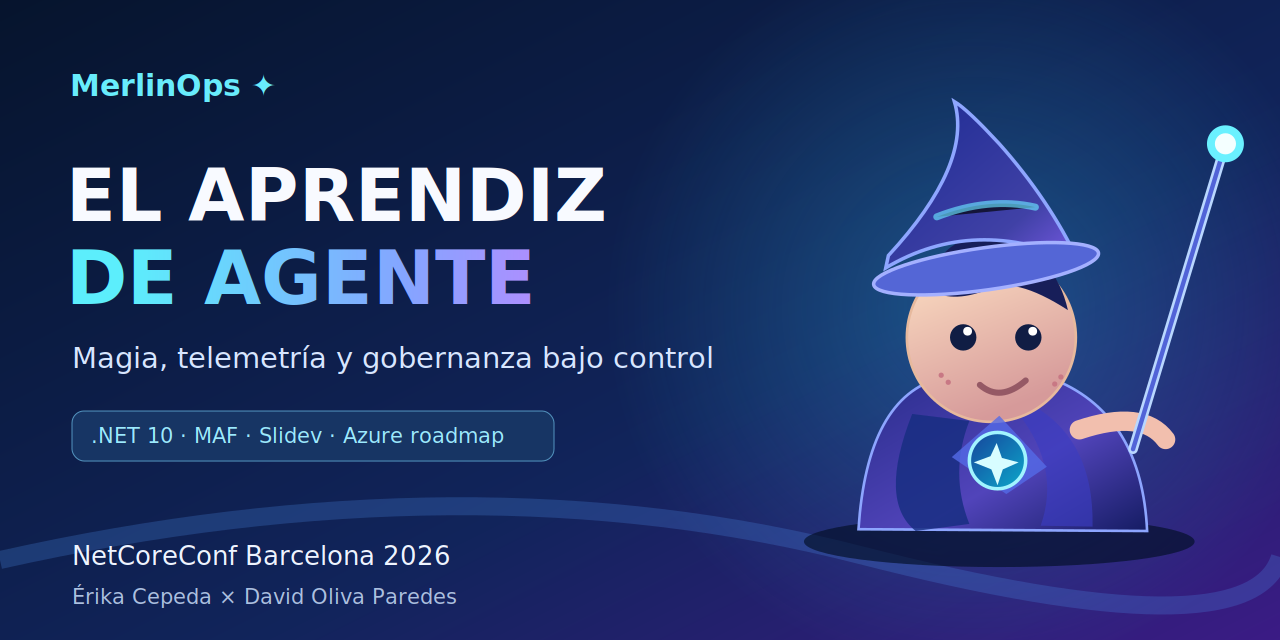 MerlinOps ✦
EL APRENDIZ
DE AGENTE
Magia, telemetría y gobernanza bajo control
.NET 10 · MAF · Slidev · Azure roadmap
NetCoreConf Barcelona 2026
Érika Cepeda × David Oliva Paredes